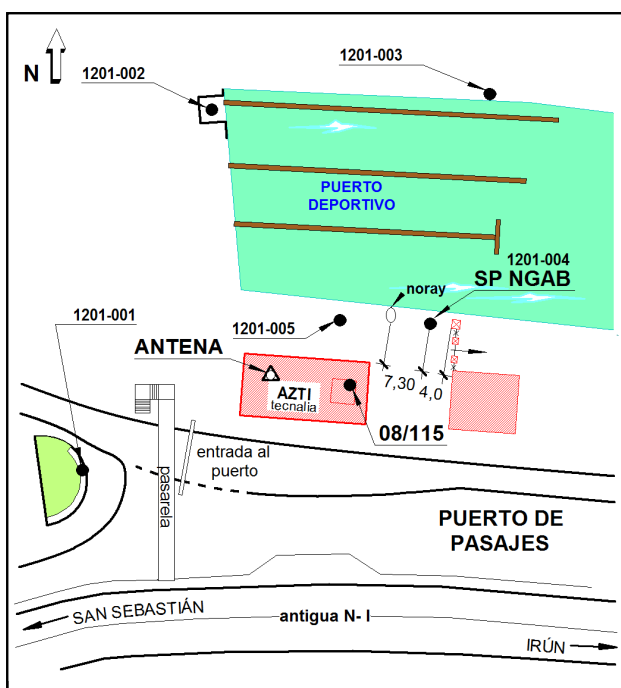 1201-003
N
1201-002
PUERTO
DEPORTIVO
1201-004
SP NGAB
noray
1201-001
1201-005
ANTENA
7,30
4,0
AZTI
tecnalia
08/115
entrada al
puerto
pasarela
PUERTO DE
PASAJES
SAN SEBASTIÁN
antigua N- I
IRÚN